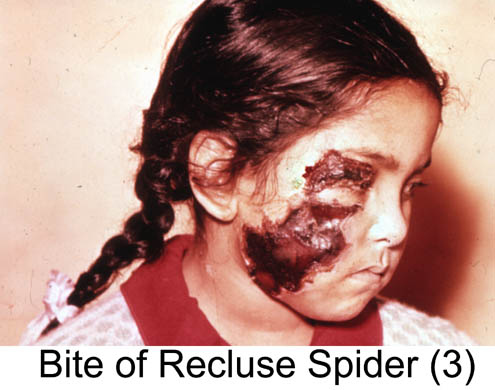 Bite of Recluse Spider (3)